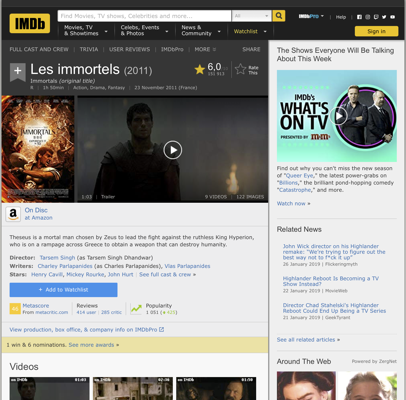 IMDb
Find Movies, TV shows, Celebrities and more...
All
IMDbPro
Help
Movies, TV & Showtimes
Celebs, Events & Photos
News & Community
Watchlist
Sign in
FULL CAST AND CREW | TRIVIA | USER REVIEWS | IMDbPro | MORE
SHARE
Les immortels (2011)
Immortals (original title)
R | 1h 50min | Action, Drama, Fantasy | 23 November 2011 (France)
6,0
Rate This
IMMORTALS
1:03 | Trailer
9 VIDEOS | 122 IMAGES
On Disc
at Amazon
Theseus is a mortal man chosen by Zeus to lead the fight against the ruthless King Hyperion,
who is on a rampage across Greece to obtain a weapon that can destroy humanity.
Director: Tarsem Singh (as Tarsem Singh Dhandwar)
Writers: Charley Parlapanides (as Charles Parlapanides), Vlas Parlapanides
Stars: Henry Cavill, Mickey Rourke, John Hurt | See full cast & crew »
+ Add to Watchlist
Metascore
From metacritic.com
Reviews
414 user | 285 critic
Popularity
1 051
View production, box office, & company info on IMDbPro
1 win & 6 nominations. See more awards »
Videos
01:03
02:36
01:30
The Shows Everyone Will Be Talking
About This Week
IMDb's
WHAT'S
ON TV
PRESENTED BY M&M'S
Find out why you can't miss the new season
of "Queer Eye," the latest power-grabs on
"Billions," the brilliant pond-hopping comedy
"Catastrophe," and more.
Watch now »
Related News
John Wick director on his Highlander
remake: "We're trying to figure out the
best way not to f*ck it up"
26 January 2019 | Flickeringmyth
Highlander Reboot Is Becoming a TV
Show Instead?
22 January 2019 | MovieWeb
Director Chad Stahelski's Highlander
Reboot Could End Up Being a TV Series
21 January 2019 | GeekTyrant
See all related articles »
Around The Web
Powered by ZergNet